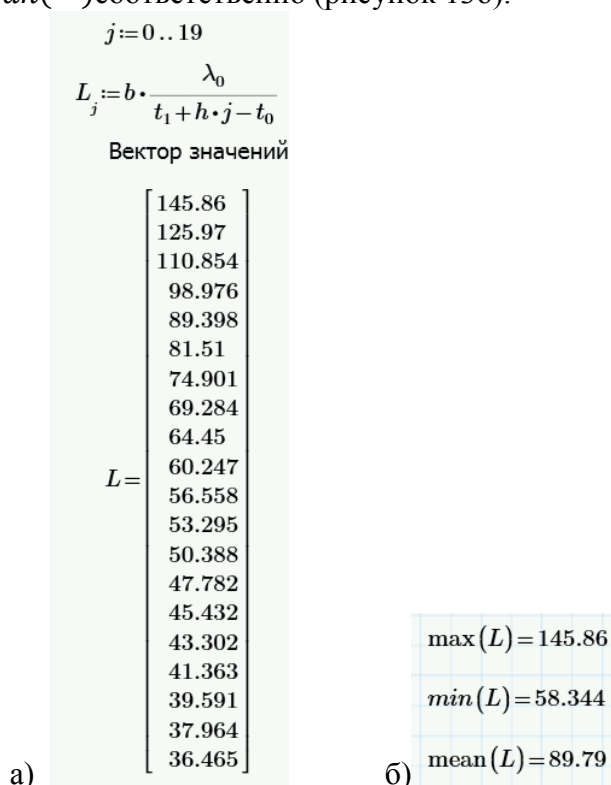 соответственно (рисунок 136).
j:=0..19
L_j:=b·λ_0/(t_1+h·j−t_0)
Вектор значений
L=[145.86
125.97
110.854
98.976
89.398
81.51
74.901
69.284
64.45
60.247
56.558
53.295
50.388
47.782
45.432
43.302
41.363
39.591
37.964
36.465]
а)
max(L)=145.86
min(L)=58.344
mean(L)=89.79
б)